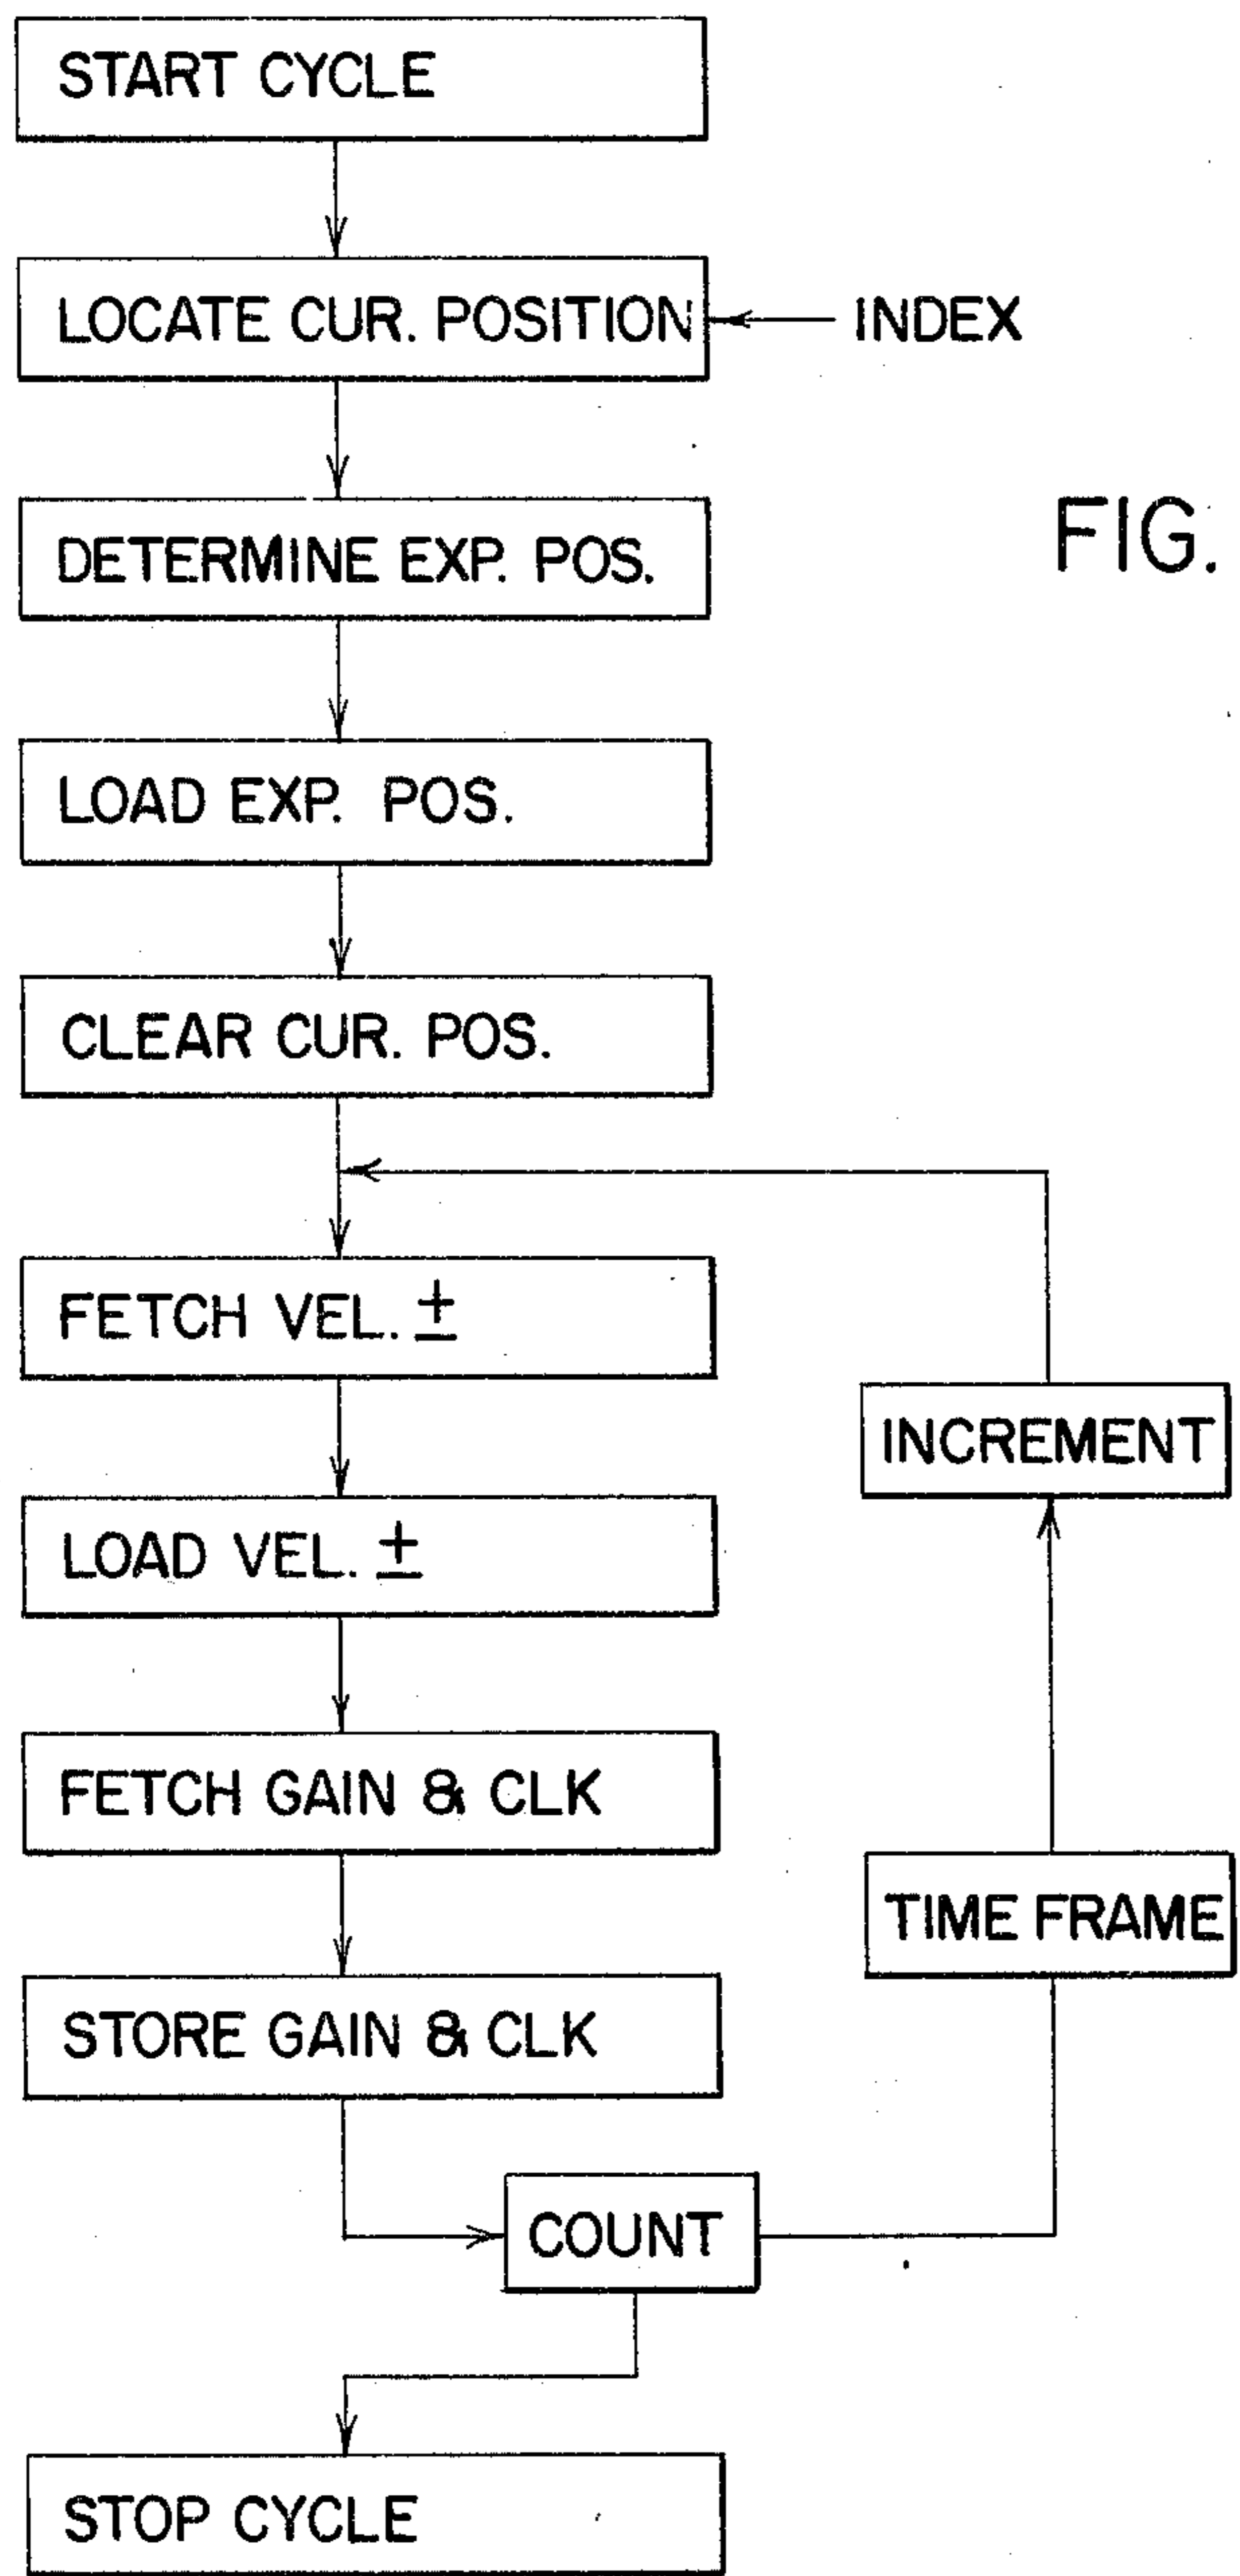 START CYCLE
LOCATE CUR. POSITION
INDEX
DETERMINE EXP. POS.
FIG.
LOAD EXP. POS.
CLEAR CUR. POS.
FETCH VEL. ±
INCREMENT
LOAD VEL. ±
FETCH GAIN & CLK
TIME FRAME
STORE GAIN & CLK
COUNT
STOP CYCLE